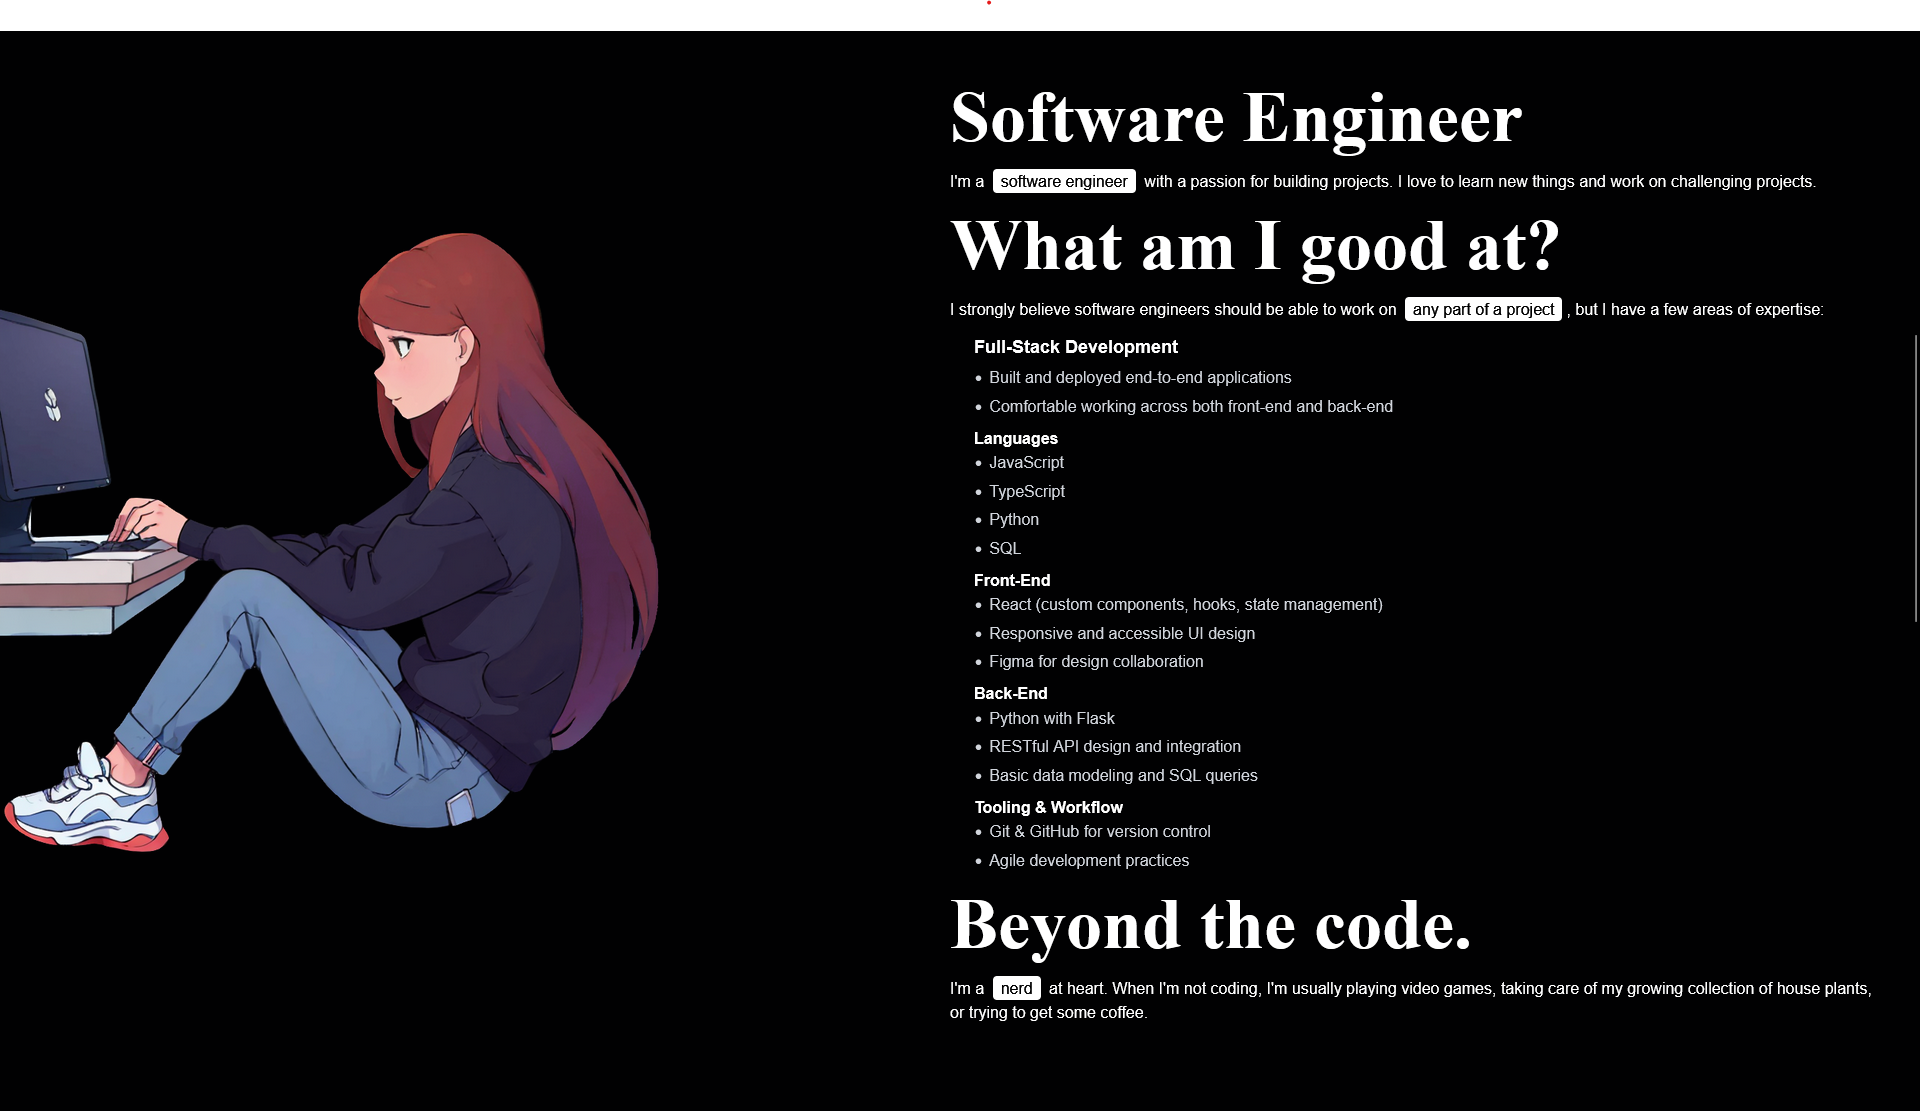 Software Engineer
I'm a software engineer with a passion for building projects. I love to learn new things and work on challenging projects.
What am I good at?
I strongly believe software engineers should be able to work on any part of a project , but I have a few areas of expertise:
Full-Stack Development
• Built and deployed end-to-end applications
• Comfortable working across both front-end and back-end
Languages
• JavaScript
• TypeScript
• Python
• SQL
Front-End
• React (custom components, hooks, state management)
• Responsive and accessible UI design
• Figma for design collaboration
Back-End
• Python with Flask
• RESTful API design and integration
• Basic data modeling and SQL queries
Tooling & Workflow
• Git & GitHub for version control
• Agile development practices
Beyond the code.
I'm a nerd at heart. When I'm not coding, I'm usually playing video games, taking care of my growing collection of house plants,
or trying to get some coffee.